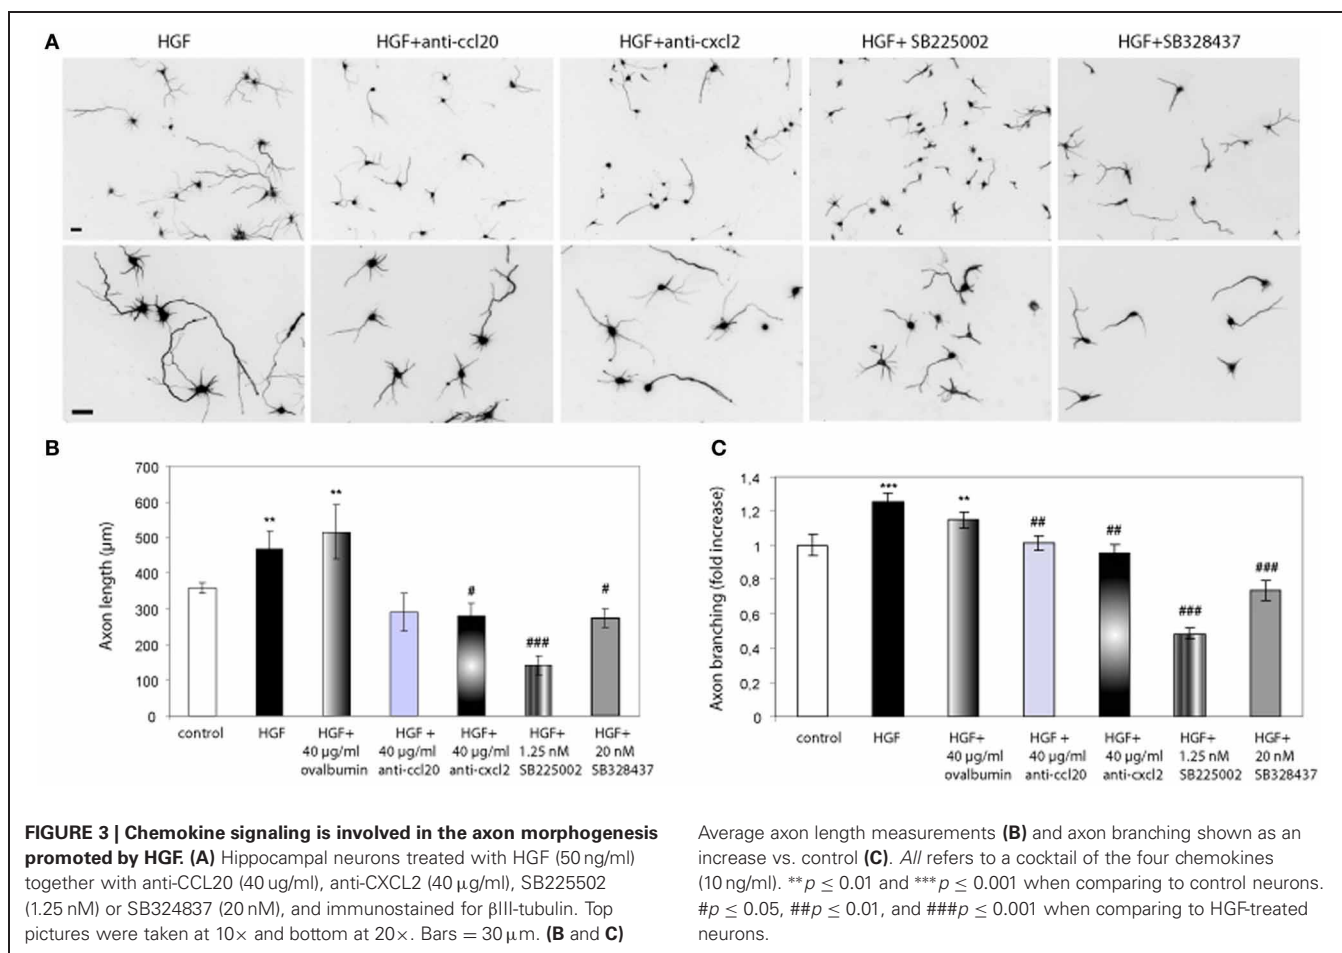 A
HGF
HGF+anti-ccl20
HGF+anti-cxcl2
HGF+ SB225002
HGF+SB328437
B
Axon length (µm)
700
600
500
400
300
200
100
0
**
**
#
###
#
control
HGF
HGF+
40 µg/ml
ovalbumin
HGF +
40 µg/ml
anti-ccl20
HGF+
40 µg/ml
anti-cxcl2
HGF+
1.25 nM
SB225002
HGF+
20 nM
SB328437
C
Axon branching (fold increase)
1,4
1,2
1
0,8
0,6
0,4
0,2
0
***
**
##
##
###
###
control
HGF
HGF+
40 µg/ml
ovalbumin
HGF +
40 µg/ml
anti-ccl20
HGF+
40 µg/ml
anti-cxcl2
HGF+
1.25 nM
SB225002
HGF+
20 nM
SB328437
FIGURE 3 | Chemokine signaling is involved in the axon morphogenesis
promoted by HGF. (A) Hippocampal neurons treated with HGF (50 ng/ml)
together with anti-CCL20 (40 ug/ml), anti-CXCL2 (40 µg/ml), SB225502
(1.25 nM) or SB324837 (20 nM), and immunostained for βIII-tubulin. Top
pictures were taken at 10× and bottom at 20×. Bars = 30 µm. (B and C)
Average axon length measurements (B) and axon branching shown as an
increase vs. control (C). All refers to a cocktail of the four chemokines
(10 ng/ml). **p ≤ 0.01 and ***p ≤ 0.001 when comparing to control neurons.
#p ≤ 0.05, ##p ≤ 0.01, and ###p ≤ 0.001 when comparing to HGF-treated
neurons.